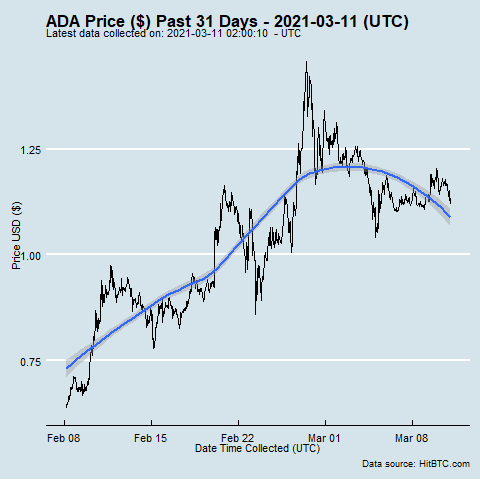 ADA Price ($) Past 31 Days - 2021-03-11 (UTC)
Latest data collected on: 2021-03-11 02:00:10 - UTC
Price USD ($)
1.25
1.00
0.75
Feb 08 Feb 15 Feb 22 Mar 01 Mar 08
Date Time Collected (UTC)
Data source: HitBTC.com